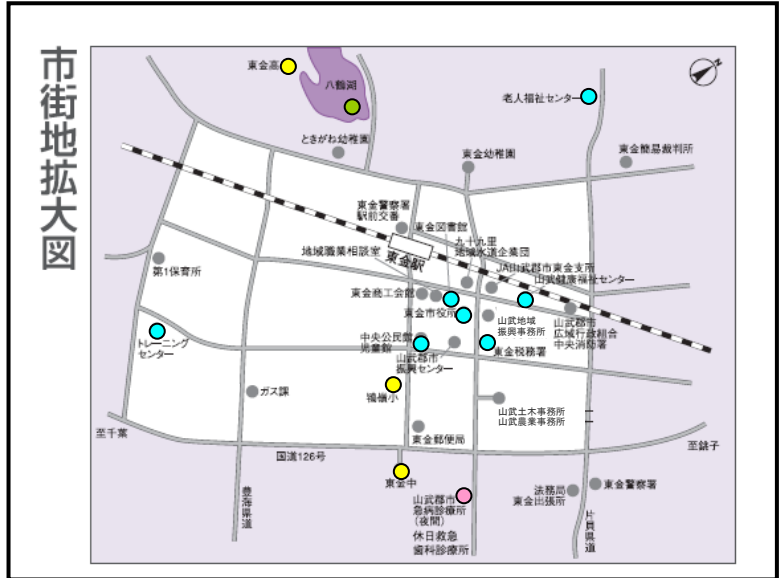 市街地拡大図
N
東金高
八鶴湖
老人福祉センター
ときがね幼稚園
東金幼稚園
東金簡易裁判所
東金警察署
駅前交番
東金図書館
九十九里
地域水道企業団
地域職業相談室
東金駅
JA山武郡市東金支所
山武健康福祉センター
第1保育所
東金商工会館
東金市役所
山武地域
振興事務所
山武郡市
広域行政組合
中央消防署
トレーニング
センター
中央公民館
児童館
東金税務署
山武郡市
振興センター
ガス課
鴇嶺小
山武土木事務所
山武農業事務所
至千葉
東金郵便局
至銚子
国道126号
東金中
豊海県道
山武郡市
急病診療所
(夜間)
休日救急
歯科診療所
法務局
東金出張所
東金警察署
片貝県道